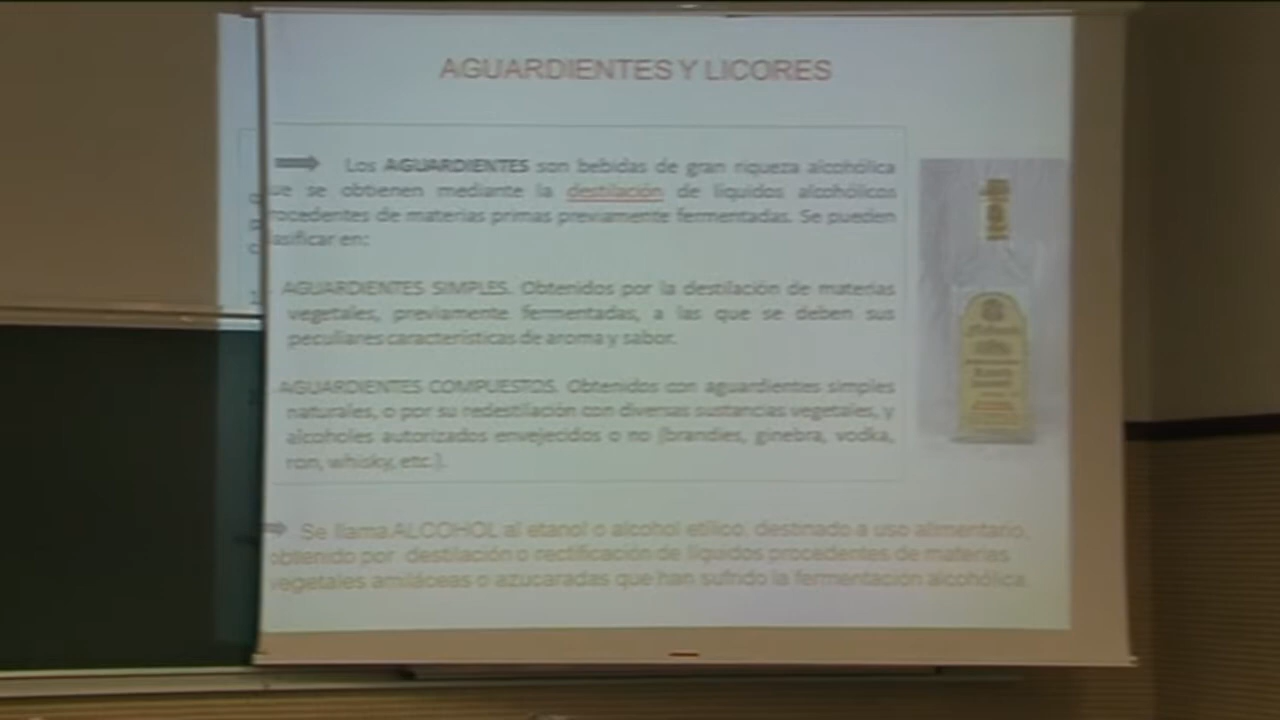 AGUARDIENTES Y LICORES
Los AGUARDIENTES son bebidas de gran riqueza alcohólica
que se obtienen mediante la destilación de líquidos alcohólicos
procedentes de materias primas previamente fermentadas. Se pueden
clasificar en:
AGUARDIENTES SIMPLES. Obtenidos por la destilación de materias
vegetales, previamente fermentadas, a las que se deben sus
peculiares características de aroma y sabor.
AGUARDIENTES COMPUESTOS. Obtenidos con aguardientes simples
naturales, o por su redestilación con diversas sustancias vegetales, y
alcoholes autorizados envejecidos o no (brandies, ginebra, vodka,
ron, whisky, etc.).
Se llama ALCOHOL al etanol o alcohol etílico, destinado a uso alimentario,
obtenido por destilación o rectificación de líquidos procedentes de materias
vegetales amiláceas o azucaradas que han sufrido la fermentación alcohólica.